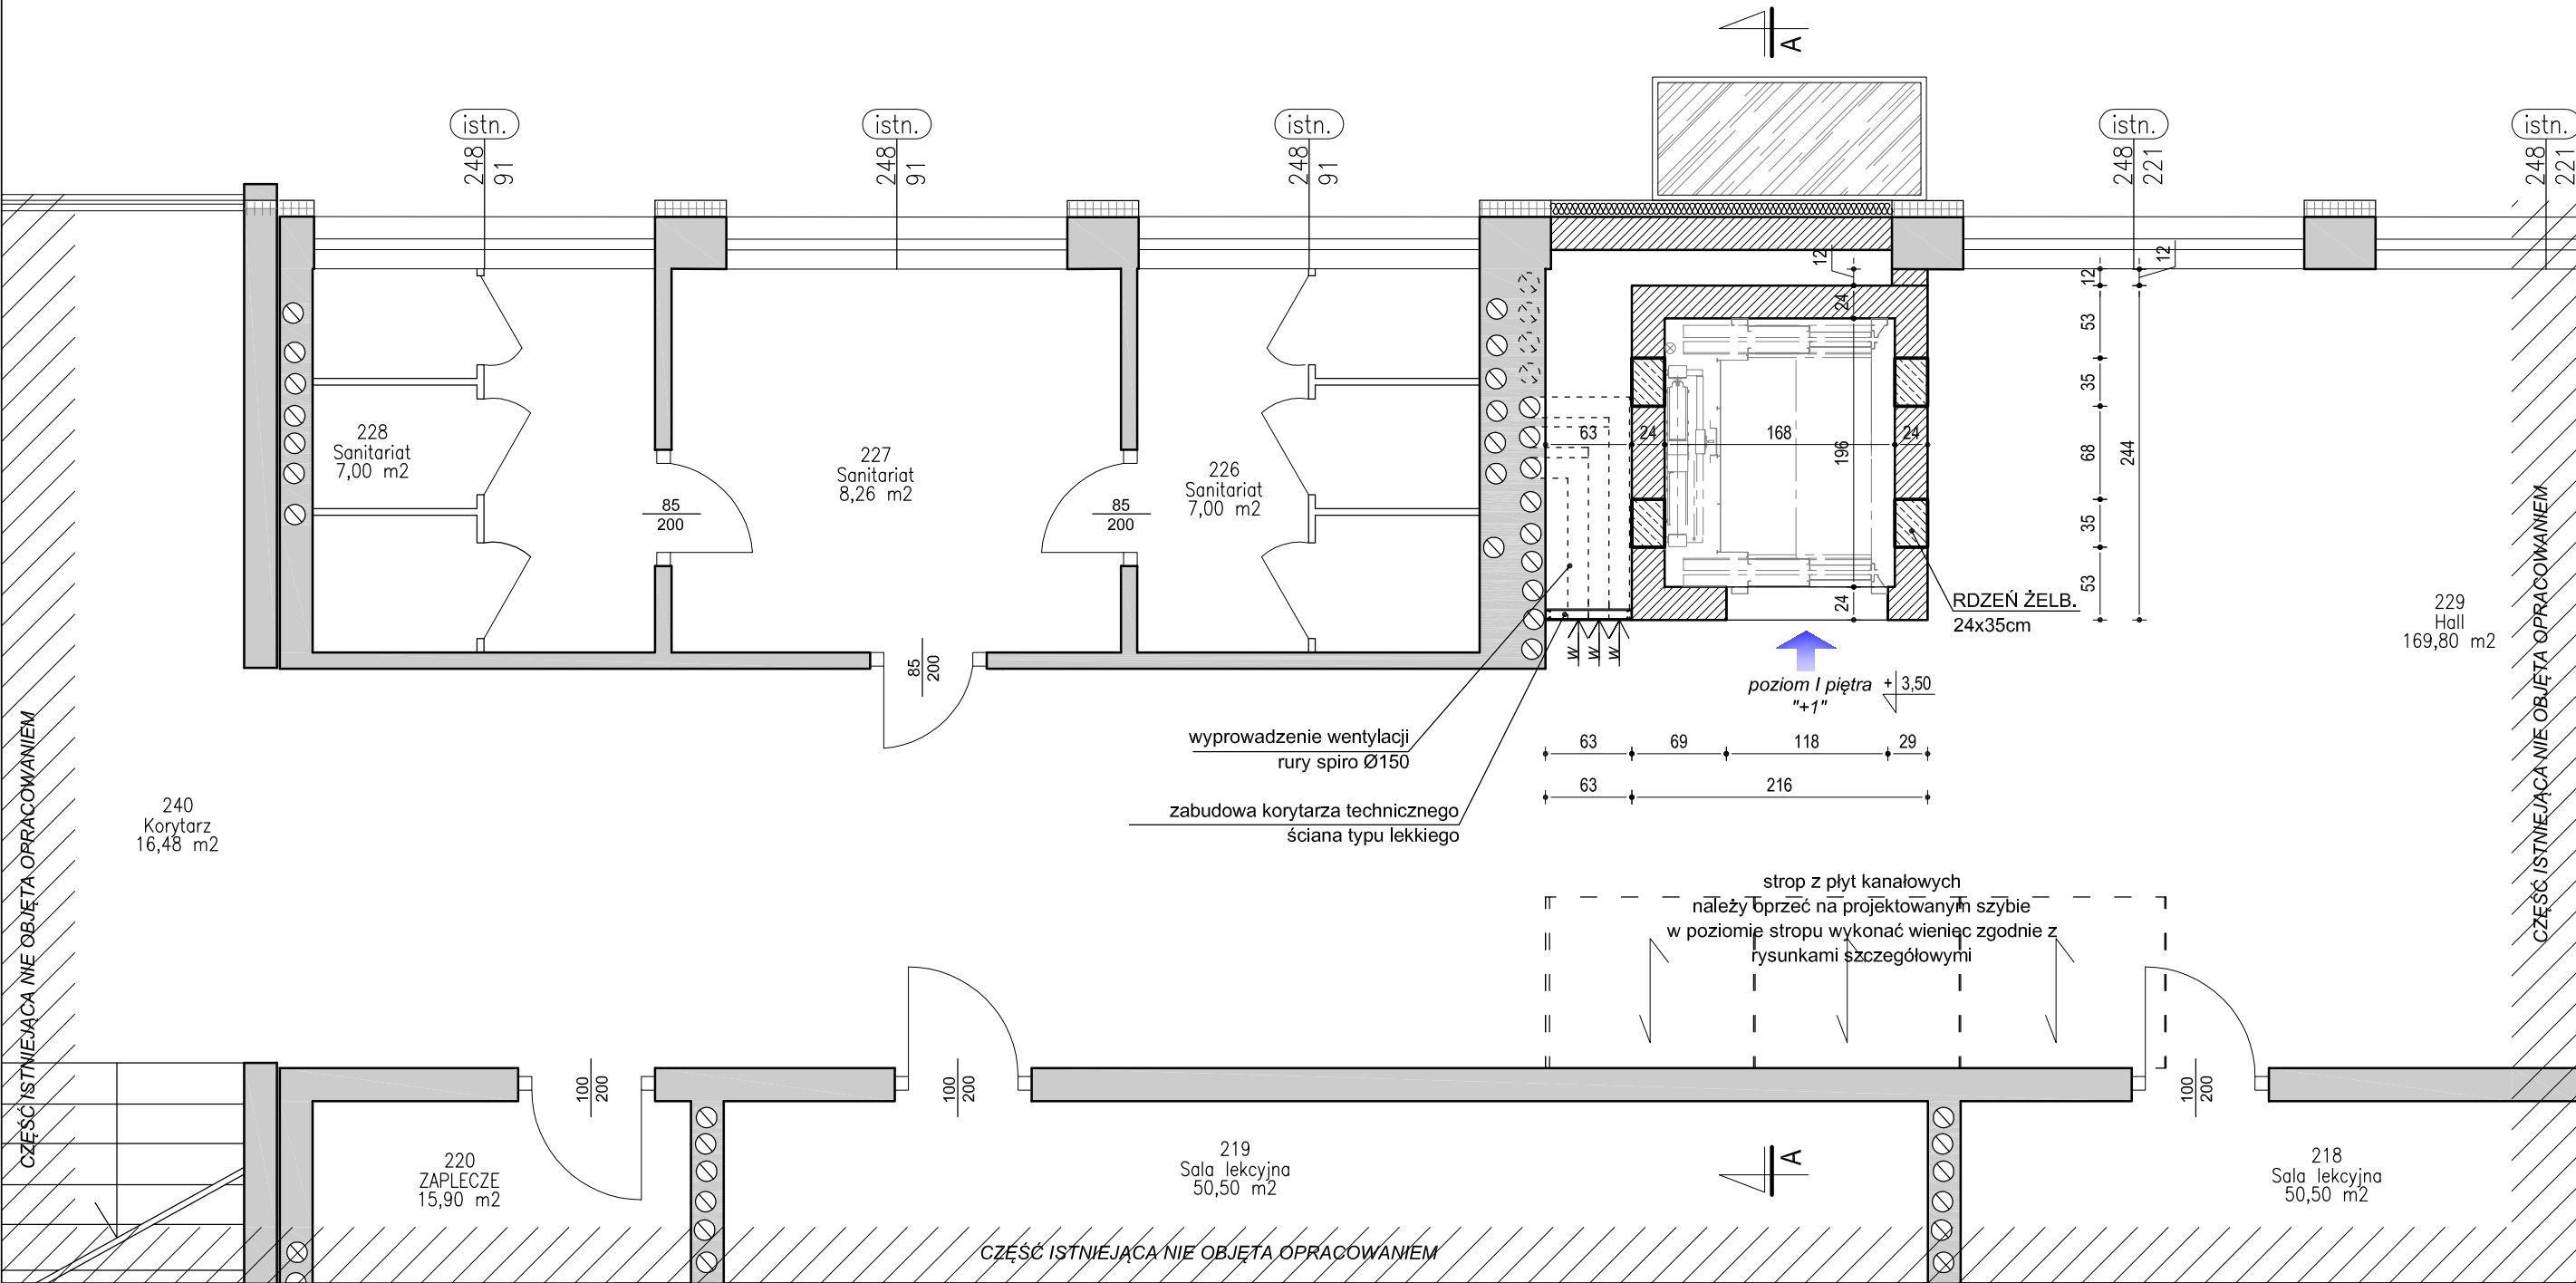 A
istn.
248
91
istn.
248
91
istn.
248
91
istn.
248
221
istn.
248
221
12
12
12
24
53
35
68
35
53
244
63
24
168
24
196
24
228
Sanitariat
7,00 m2
227
Sanitariat
8,26 m2
226
Sanitariat
7,00 m2
85
200
85
200
85
200
RDZEŃ ŻELB.
24x35cm
229
Hall
169,80 m2
w
w
w
poziom I piętra
"+1"
+ 3,50
wyprowadzenie wentylacji
rury spiro Ø150
63
69
118
29
63
216
zabudowa korytarza technicznego
ściana typu lekkiego
240
Korytarz
16,48 m2
CZĘŚĆ ISTNIEJĄCA NIE OBJĘTA OPRACOWANIEM
CZĘŚĆ ISTNIEJĄCA NIE OBJĘTA OPRACOWANIEM
strop z płyt kanałowych
należy oprzeć na projektowanym szybie
w poziomie stropu wykonać wieniec zgodnie z
rysunkami szczegółowymi
100
200
100
200
100
200
220
ZAPLECZE
15,90 m2
219
Sala lekcyjna
50,50 m2
A
218
Sala lekcyjna
50,50 m2
CZĘŚĆ ISTNIEJĄCA NIE OBJĘTA OPRACOWANIEM